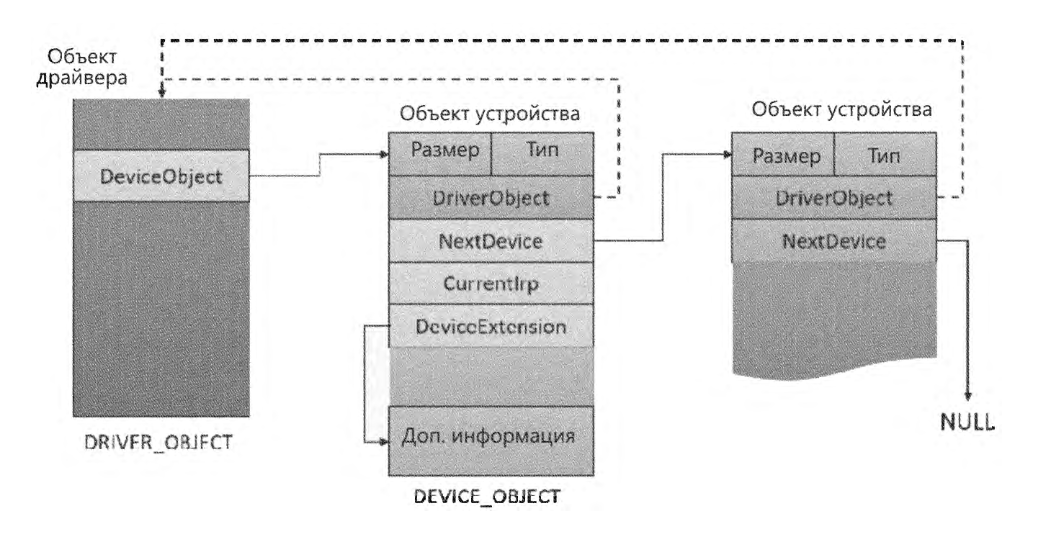 Объект
драйвера
DeviceObject
DRIVER_OBJECT
Объект устройства
Размер Тип
DriverObject
NextDevice
CurrentIrp
DeviceExtension
Доп. информация
DEVICE_OBJECT
Объект устройства
Размер Тип
DriverObject
NextDevice
NULL